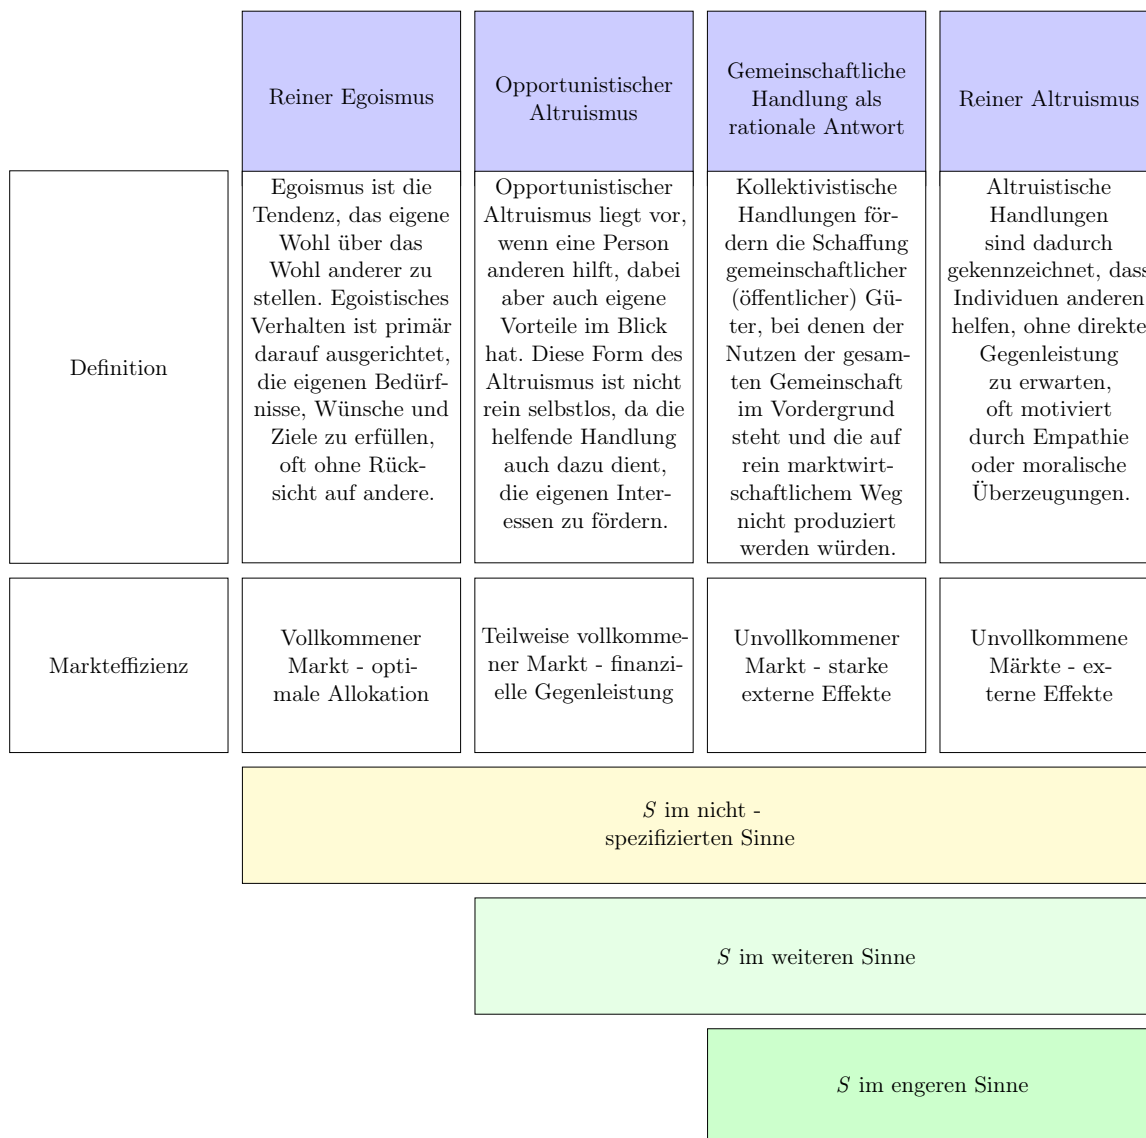 Reiner Egoismus
Opportunistischer
Altruismus
Gemeinschaftliche
Handlung als
rationale Antwort
Reiner Altruismus
Definition
Egoismus ist die
Tendenz, das eigene
Wohl über das
Wohl anderer zu
stellen. Egoistisches
Verhalten ist primär
darauf ausgerichtet,
die eigenen Bedürf-
nisse, Wünsche und
Ziele zu erfüllen,
oft ohne Rück-
sicht auf andere.
Opportunistischer
Altruismus liegt vor,
wenn eine Person
anderen hilft, dabei
aber auch eigene
Vorteile im Blick
hat. Diese Form des
Altruismus ist nicht
rein selbstlos, da die
helfende Handlung
auch dazu dient,
die eigenen Inter-
essen zu fördern.
Kollektivistische
Handlungen för-
dern die Schaffung
gemeinschaftlicher
(öffentlicher) Gü-
ter, bei denen der
Nutzen der gesam-
ten Gemeinschaft
im Vordergrund
steht und die auf
rein marktwirt-
schaftlichem Weg
nicht produziert
werden würden.
Altruistische
Handlungen
sind dadurch
gekennzeichnet, dass
Individuen anderen
helfen, ohne direkte
Gegenleistung
zu erwarten,
oft motiviert
durch Empathie
oder moralische
Überzeugungen.
Markteffizienz
Vollkommener
Markt - opti-
male Allokation
Teilweise vollkomme-
ner Markt - finanzi-
elle Gegenleistung
Unvollkommener
Markt - starke
externe Effekte
Unvollkommene
Märkte - ex-
terne Effekte
S im nicht -
spezifizierten Sinne
S im weiteren Sinne
S im engeren Sinne